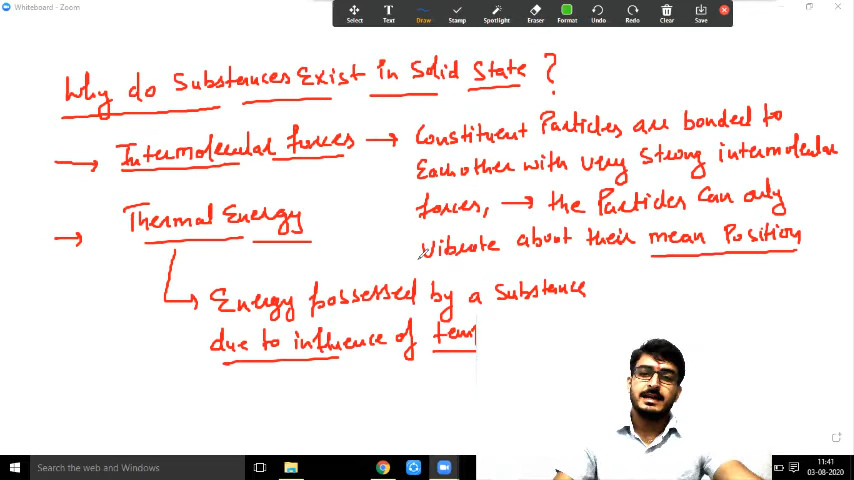 Whiteboard - Zoom
Select Text Draw Stamp Spotlight Eraser Format Undo Redo Clear Save
Why do Substances Exist in Solid State ?
→ Intermolecular forces → Constituent Particles are bonded to
Eachother with very strong intermolecular
forces, → the Particles can only
vibrate about their mean Position
→ Thermal Energy
Energy possessed by a substance
due to influence of
Search the web and Windows
11:41
03-08-2020